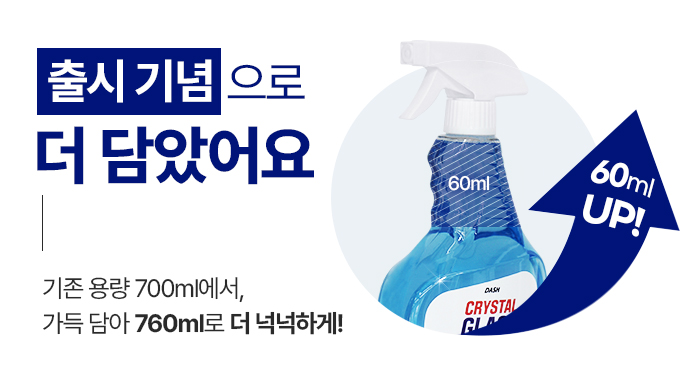 출시 기념으로
더 담았어요
기존 용량 700ml에서,
가득 담아 760ml로 더 넉넉하게!
60ml
60ml
UP!
DASH
CRYSTAL